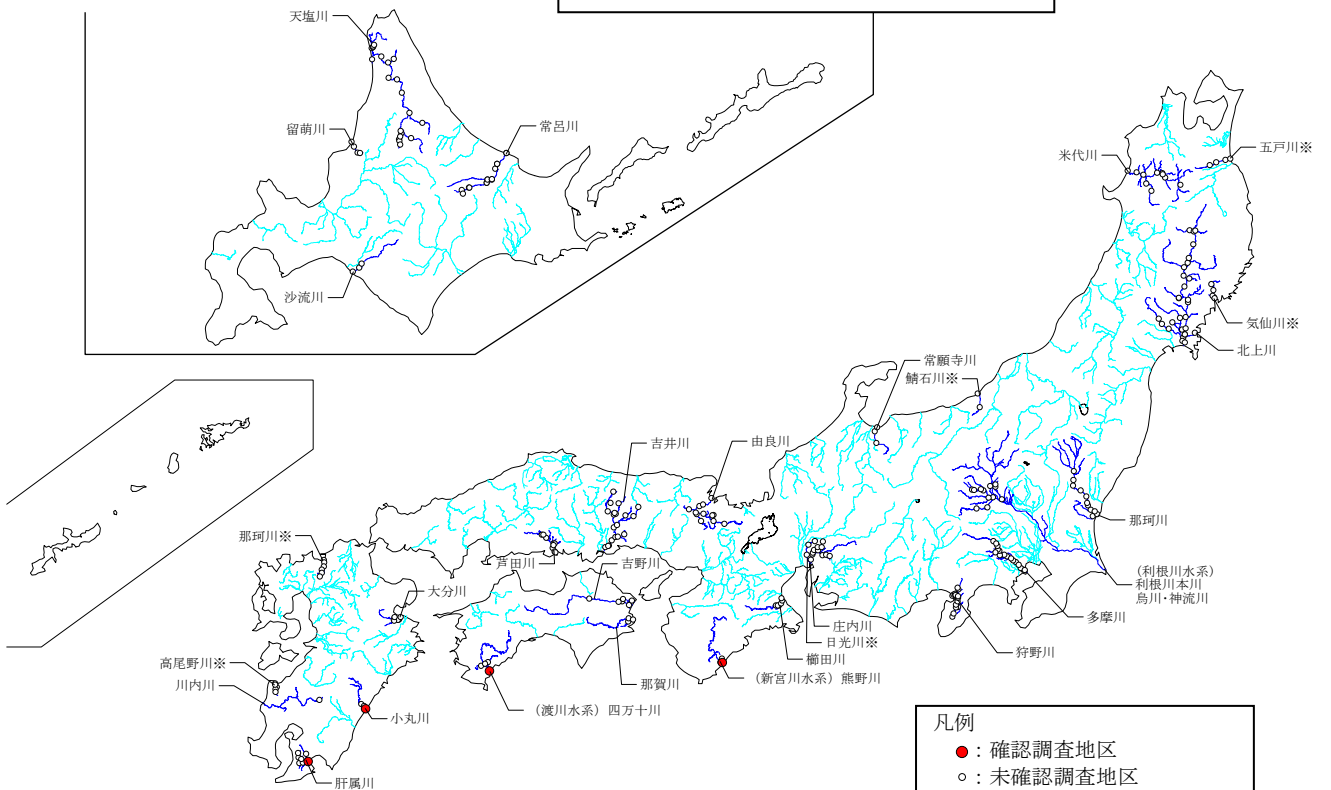 天塩川
留萌川
常呂川
沙流川
米代川
五戸川※
気仙川※
北上川
常願寺川
鯖石川※
吉井川
由良川
那珂川
那珂川※
芦田川
吉野川
(利根川水系)
利根川本川
烏川・神流川
大分川
多摩川
庄内川
日光川※
狩野川
櫛田川
高尾野川※
川内川
那賀川
(新宮川水系) 熊野川
(渡川水系) 四万十川
小丸川
肝属川
凡例
：確認調査地区
：未確認調査地区